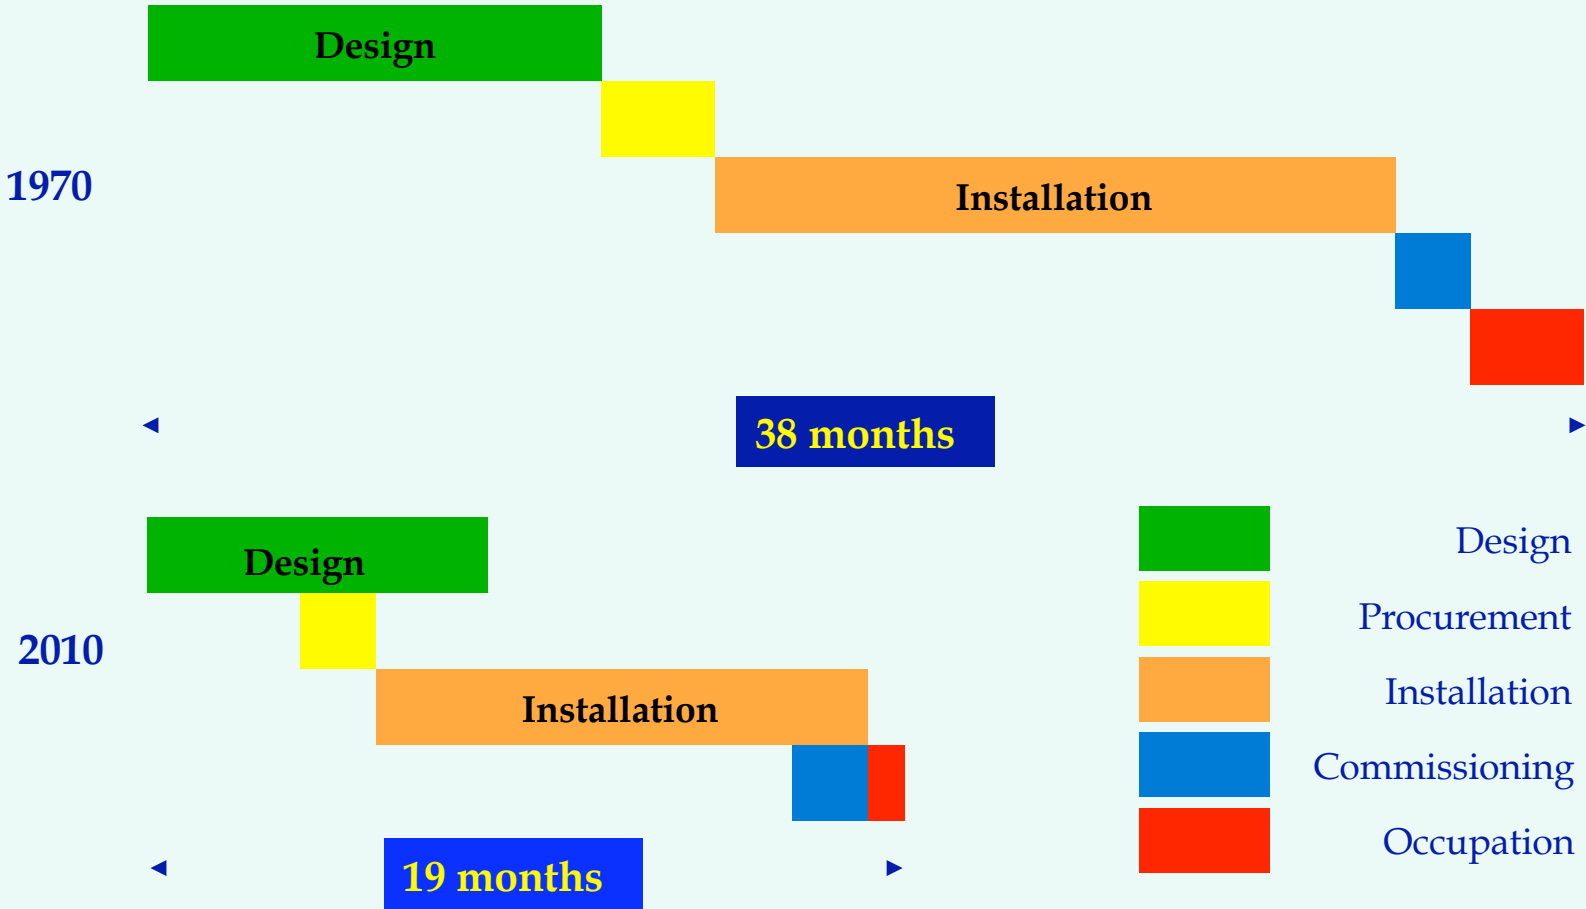 Design
1970
Installation
38 months
Design
2010
Installation
19 months
Design
Procurement
Installation
Commissioning
Occupation